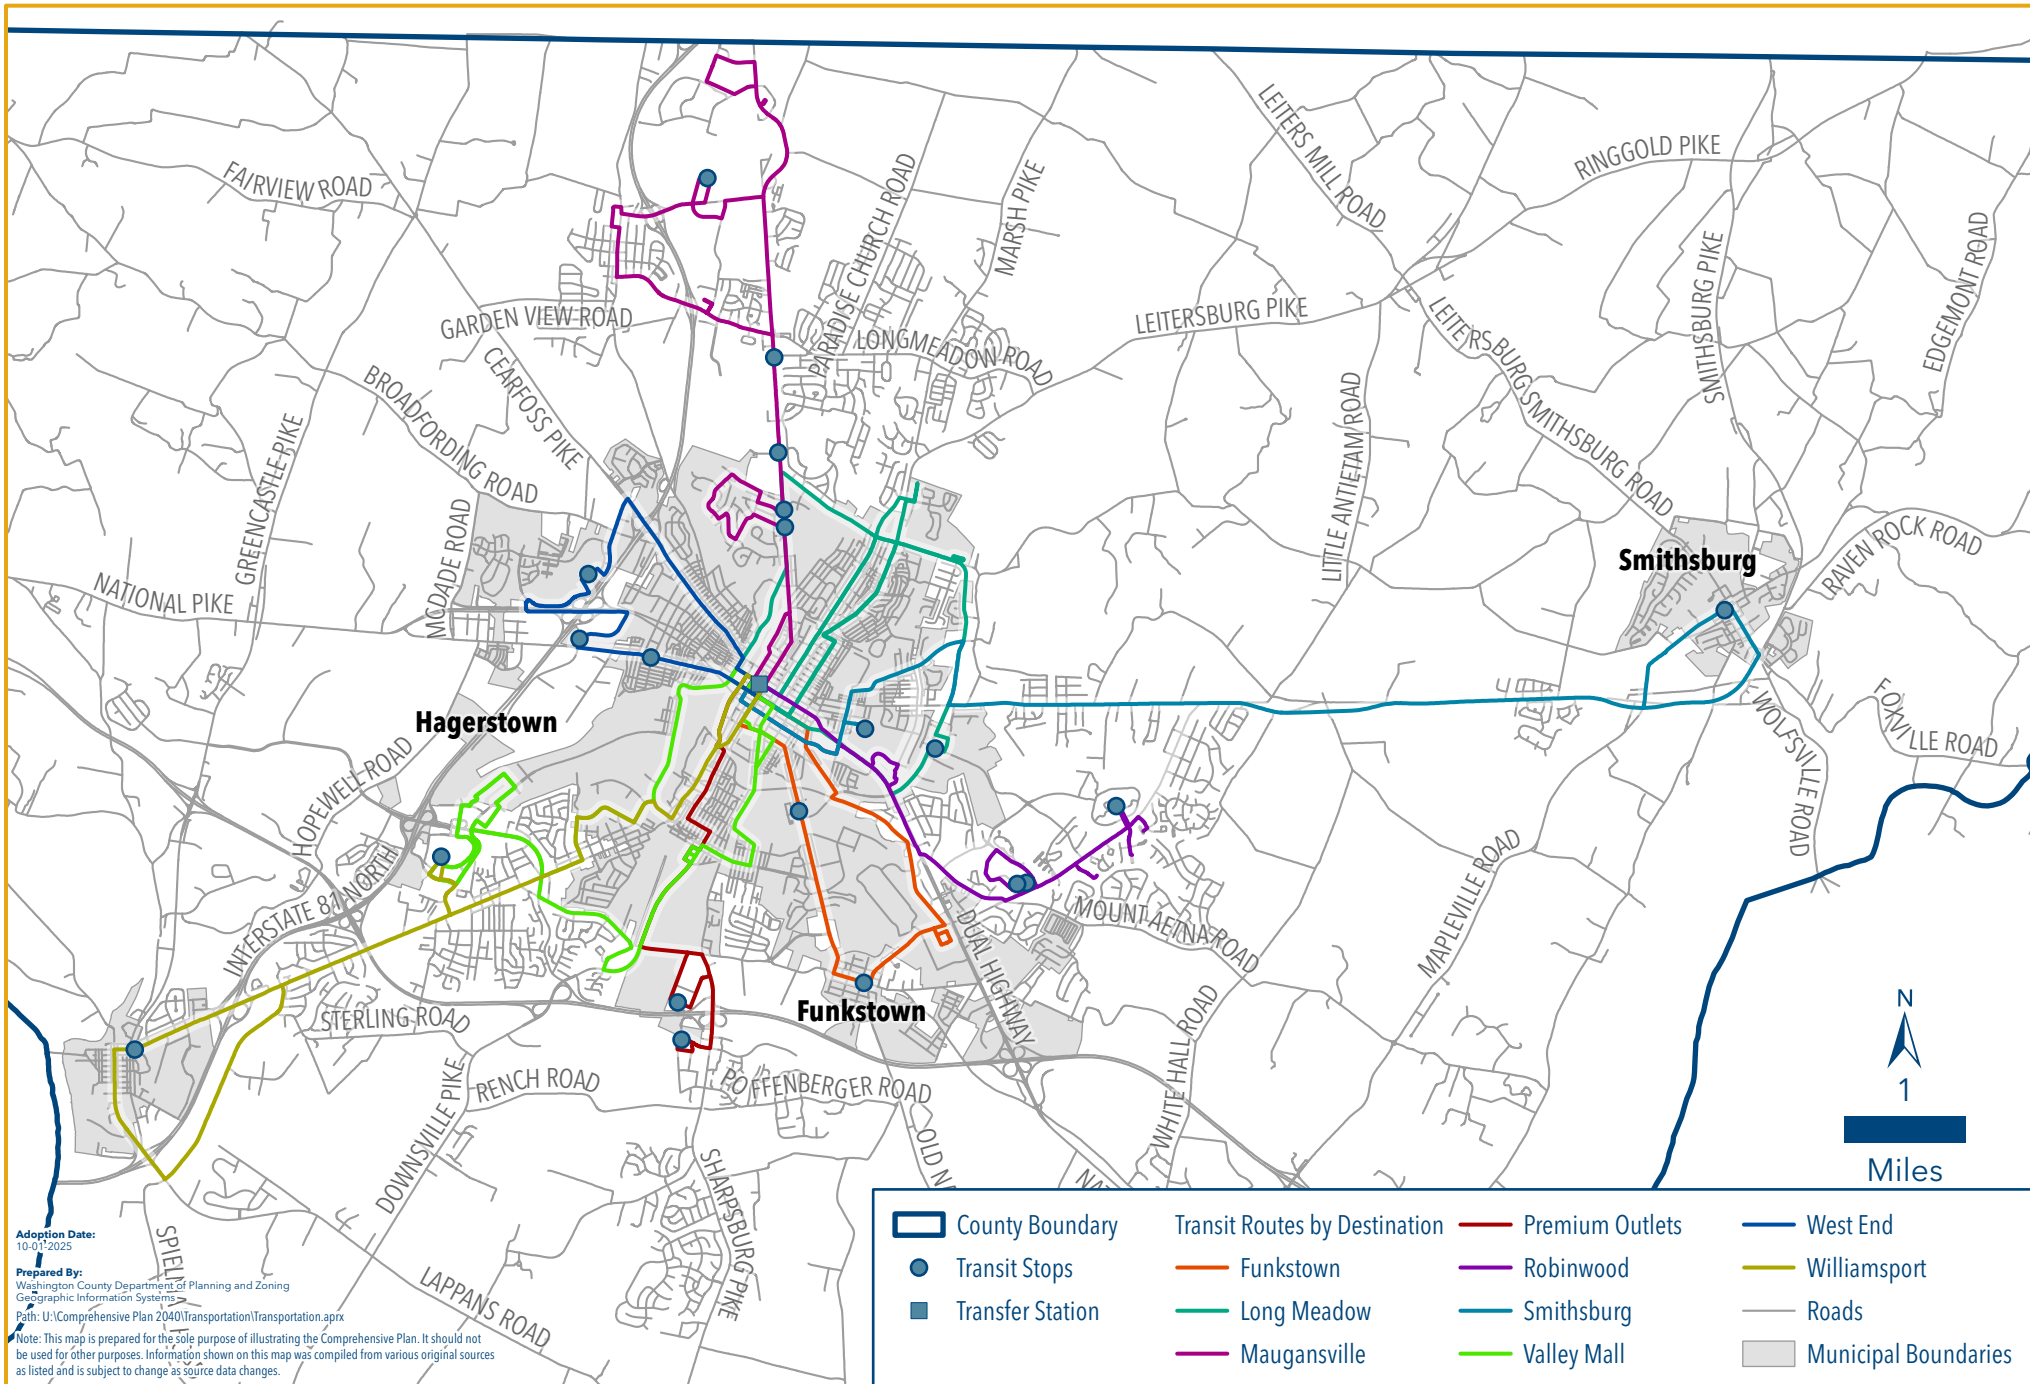 FAIRVIEW ROAD
LEITERS MILL ROAD
RINGGOLD PIKE
PARADISE CHURCH ROAD
MARSH PIKE
SMITHSBURG PIKE
EDGEMONT ROAD
GARDEN VIEW ROAD
LEITERSBURG PIKE
LONGMEADOW ROAD
CEARFOSS PIKE
BROADFORDING ROAD
LEITERSBURG SMITHSBURG ROAD
GREENCASTLE PIKE
LITTLE ANTIETAM ROAD
MCDADE ROAD
NATIONAL PIKE
Smithsburg
RAVEN ROCK ROAD
Hagerstown
HOPEWELL ROAD
WOLFSVILLE ROAD
FOXVILLE ROAD
INTERSTATE 81 NORTH
MAPLEVILLE ROAD
MOUNT AETNA ROAD
DUAL HIGHWAY
Funkstown
STERLING ROAD
WHITE HALL ROAD
DOWNSVILLE PIKE
RENCH ROAD
POFFENBERGER ROAD
OLD NA
NAT
SHARPSBURG PIKE
LAPPANS ROAD
N
1
Miles
Adoption Date:
10-01-2025
Prepared By:
Washington County Department of Planning and Zoning
Geographic Information Systems
Path: U:\Comprehensive Plan 2040\Transportation\Transportation.aprx
Note: This map is prepared for the sole purpose of illustrating the Comprehensive Plan. It should not
be used for other purposes. Information shown on this map was compiled from various original sources
as listed and is subject to change as source data changes.
County Boundary
Transit Stops
Transfer Station
Transit Routes by Destination
Funkstown
Long Meadow
Maugansville
Premium Outlets
Robinwood
Smithsburg
Valley Mall
West End
Williamsport
Roads
Municipal Boundaries